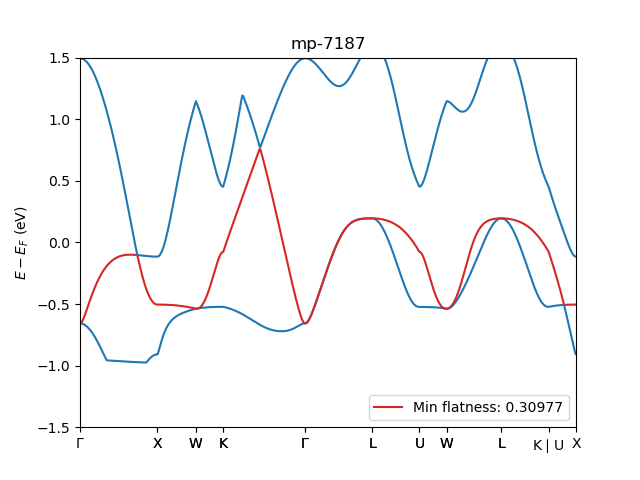 mp-7187
E − E_F (eV)
1.5
1.0
0.5
0.0
−0.5
−1.0
−1.5
Min flatness: 0.30977
Γ X W K Γ L U W L K | U X